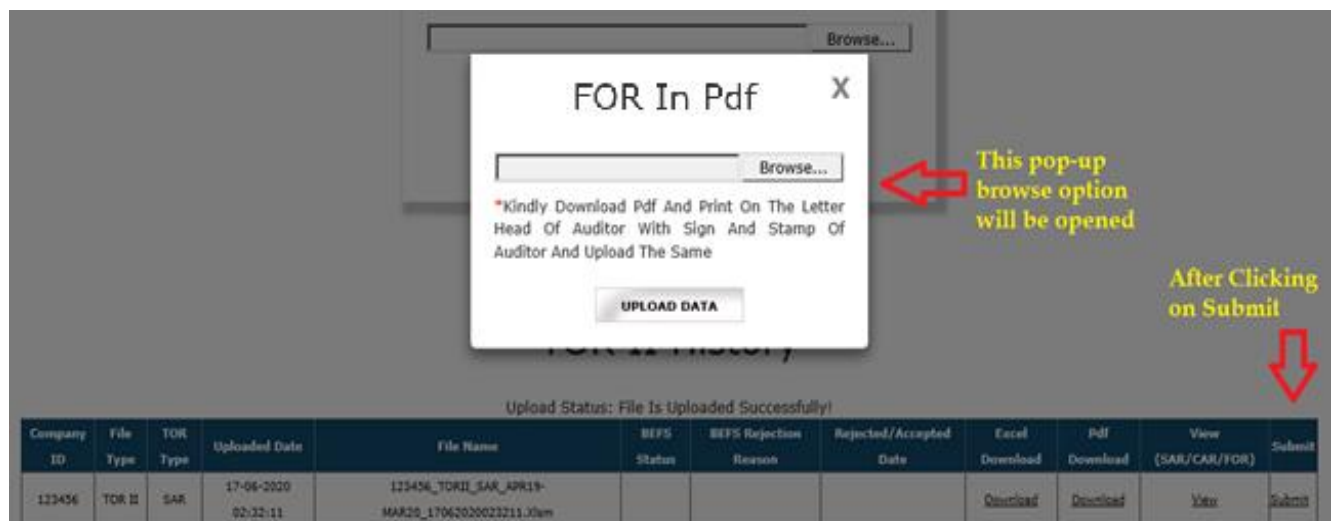 Browse...
FOR In Pdf
X
Browse...
*Kindly Download Pdf And Print On The Letter
Head Of Auditor With Sign And Stamp Of
Auditor And Upload The Same
UPLOAD DATA
This pop-up
browse option
will be opened
After Clicking
on Submit
TOR II History
Upload Status: File Is Uploaded Successfully!
Company ID File Type TOR Type Uploaded Date File Name BEFS Status BEFS Rejection Reason Rejected/Accepted Date Excel Download Pdf Download View (SAR/CAR/FOR) Submit
123456 TOR II SAR 17-06-2020 02:32:11 123456_TORII_SAR_APR19-MAR20_17062020023211.Xlsm Download Download View Submit